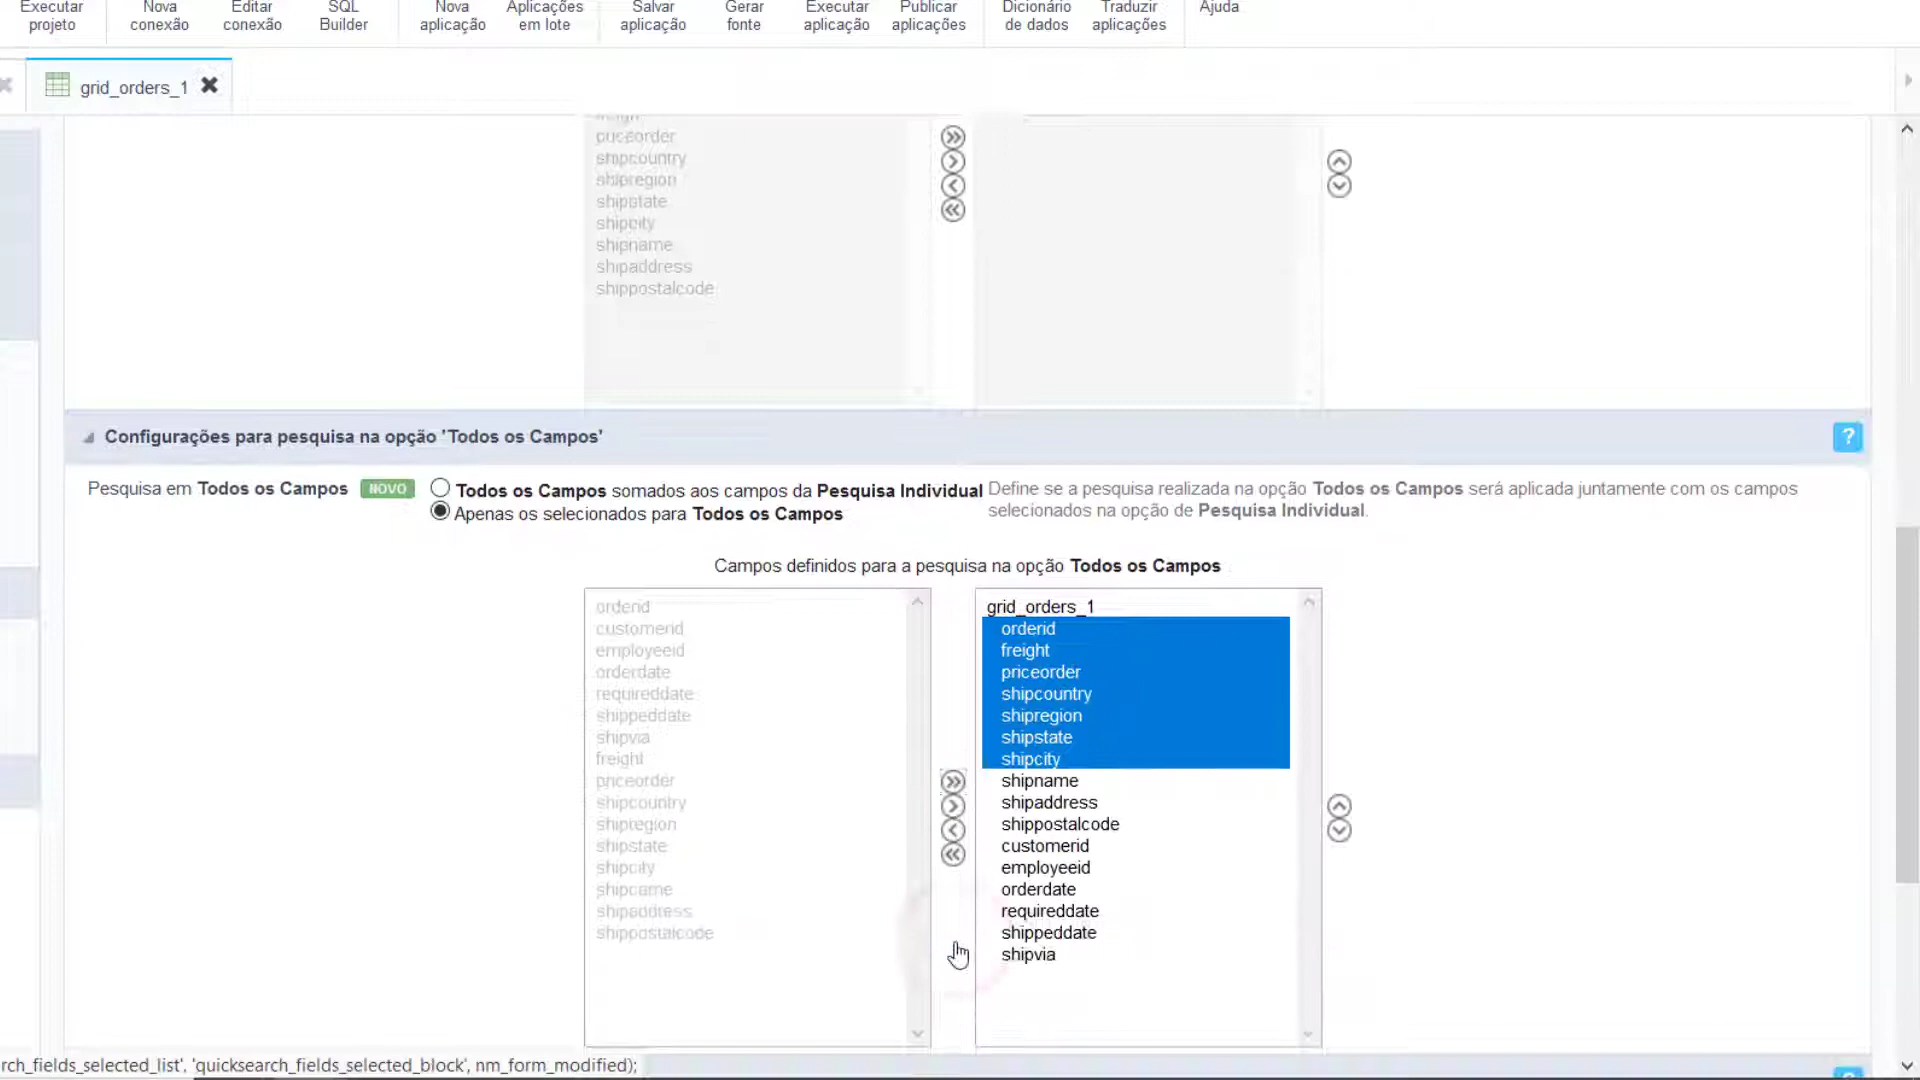 Executar projeto
Nova conexão
Editar conexão
SQL Builder
Nova aplicação
Aplicações em lote
Salvar aplicação
Gerar fonte
Executar aplicação
Publicar aplicações
Dicionário de dados
Traduzir aplicações
Ajuda
grid_orders_1
priceorder
shipcountry
shipregion
shipstate
shipcity
shipname
shipaddress
shippostalcode
Configurações para pesquisa na opção 'Todos os Campos'
?
Pesquisa em Todos os Campos NOVO
Todos os Campos somados aos campos da Pesquisa Individual
Apenas os selecionados para Todos os Campos
Define se a pesquisa realizada na opção Todos os Campos será aplicada juntamente com os campos
selecionados na opção de Pesquisa Individual.
Campos definidos para a pesquisa na opção Todos os Campos
orderid
customerid
employeeid
orderdate
requireddate
shippeddate
shipvia
freight
priceorder
shipcountry
shipregion
shipstate
shipcity
shipname
shipaddress
shippostalcode
grid_orders_1
orderid
freight
priceorder
shipcountry
shipregion
shipstate
shipcity
shipname
shipaddress
shippostalcode
customerid
employeeid
orderdate
requireddate
shippeddate
shipvia
rch_fields_selected_list', 'quicksearch_fields_selected_block', nm_form_modified);